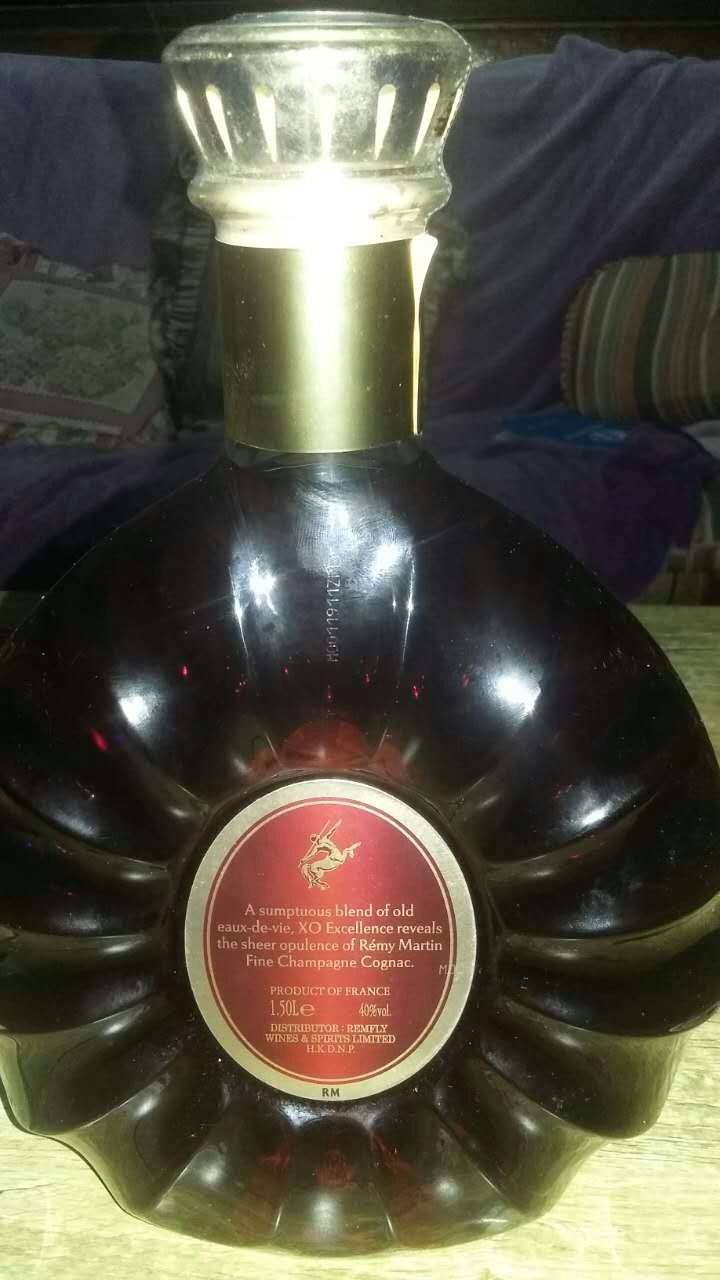 A sumptuous blend of old
eaux-de-vie, XO Excellence reveals
the sheer opulence of Rémy Martin
Fine Champagne Cognac.
PRODUCT OF FRANCE
1.50L℮ 40%vol.
DISTRIBUTOR : REMFLY
WINES & SPIRITS LIMITED
H.K.D.N.P.
RM